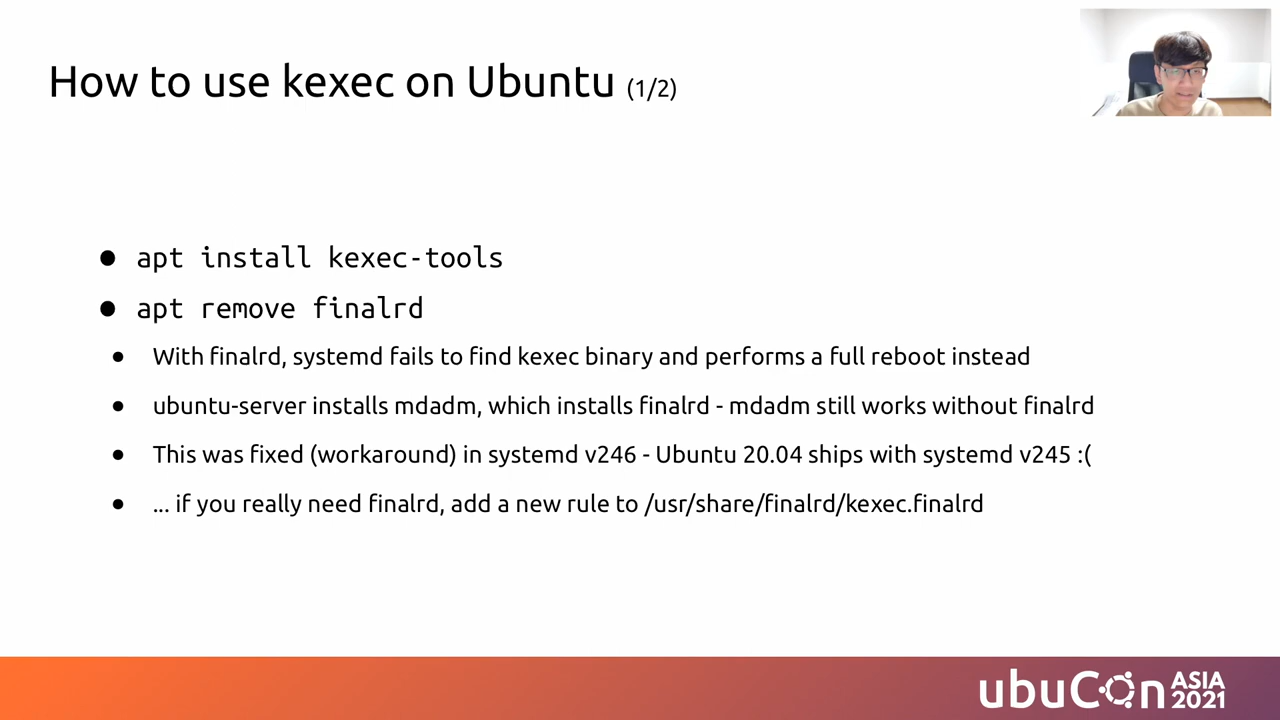 How to use kexec on Ubuntu (1/2)
● apt install kexec-tools
● apt remove finalrd
● With finalrd, systemd fails to find kexec binary and performs a full reboot instead
● ubuntu-server installs mdadm, which installs finalrd - mdadm still works without finalrd
● This was fixed (workaround) in systemd v246 - Ubuntu 20.04 ships with systemd v245 :(
● ... if you really need finalrd, add a new rule to /usr/share/finalrd/kexec.finalrd
ubuCon ASIA 2021